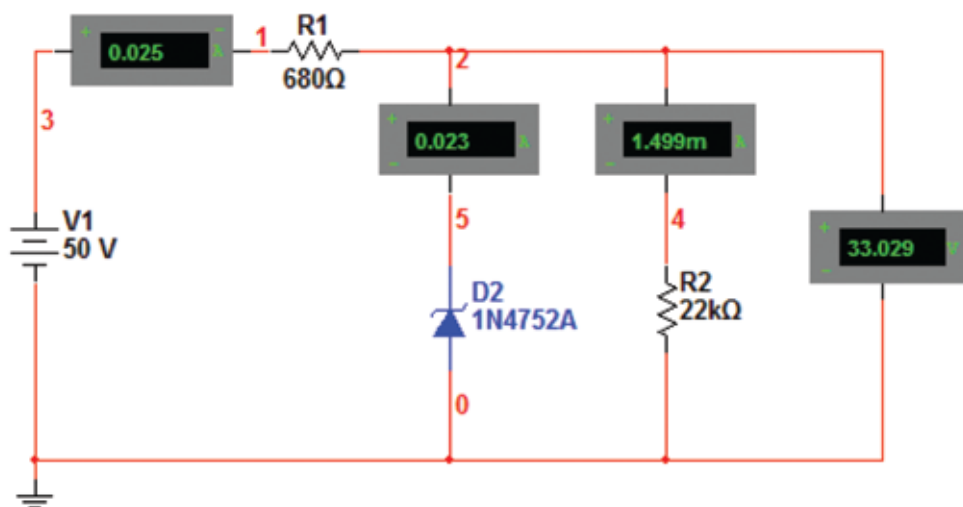 + 0.025 - A
1
R1
680Ω
2
3
+ 0.023 - A
+ 1.499m - A
5
4
V1
50 V
+ 33.029 - V
D2
1N4752A
R2
22kΩ
0